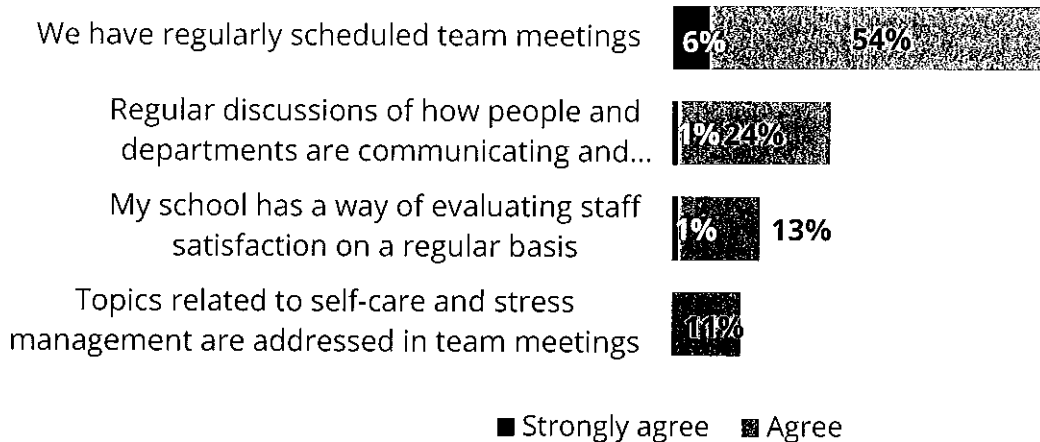 We have regularly scheduled team meetings 6% 54%
Regular discussions of how people and
departments are communicating and... 1% 24%
My school has a way of evaluating staff
satisfaction on a regular basis 1% 13%
Topics related to self-care and stress
management are addressed in team meetings 11%
Strongly agree Agree